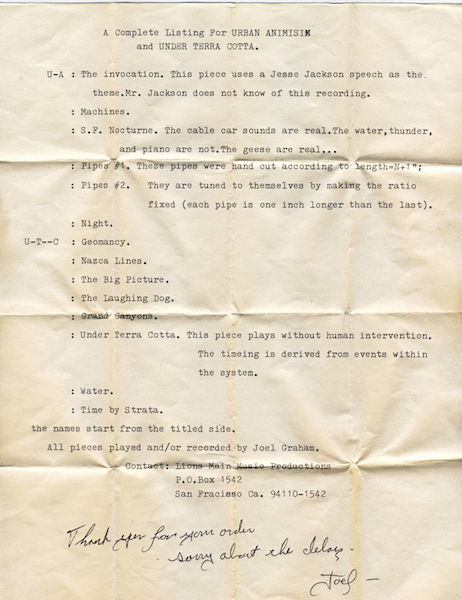 A Complete Listing For URBAN ANIMISIM
and UNDER TERRA COTTA.
U-A : The invocation. This piece uses a Jesse Jackson speech as the
theme.Mr. Jackson does not know of this recording.
: Machines.
: S.F. Nocturne. The cable car sounds are real.The water,thunder,
and piano are not.The geese are real...
: Pipes #1. These pipes were hand cut according to length=N+1";
: Pipes #2. They are tuned to themselves by making the ratio
fixed (each pipe is one inch longer than the last).
: Night.
U-T--C : Geomancy.
: Nazca Lines.
: The Big Picture.
: The Laughing Dog.
: Grand Canyons.
: Under Terra Cotta. This piece plays without human intervention.
The timeing is derived from events within
the system.
: Water.
: Time by Strata.
the names start from the titled side.
All pieces played and/or recorded by Joel Graham.
Contact: Lions Main Music Productions
P.O.Box 1542
San Fracisso Ca. 94110-1542
Thank you for your order
- sorry about the delay -
Joel -